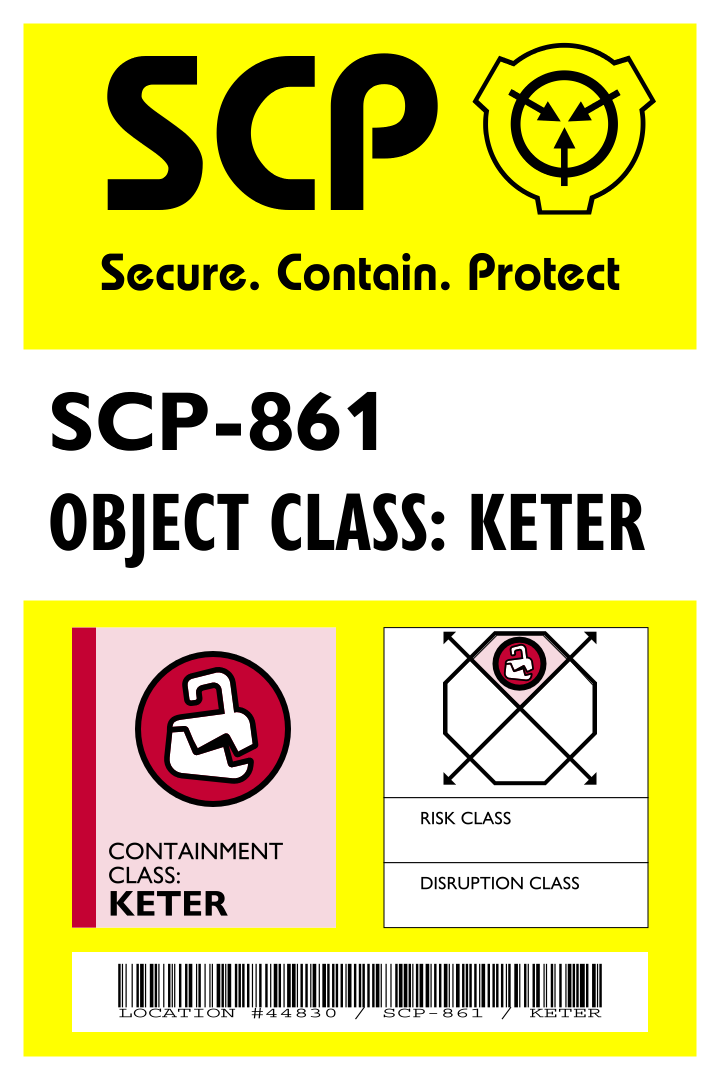 SCP
Secure. Contain. Protect
SCP-861
OBJECT CLASS: KETER
CONTAINMENT
CLASS:
KETER
RISK CLASS
DISRUPTION CLASS
LOCATION #44830 / SCP-861 / KETER